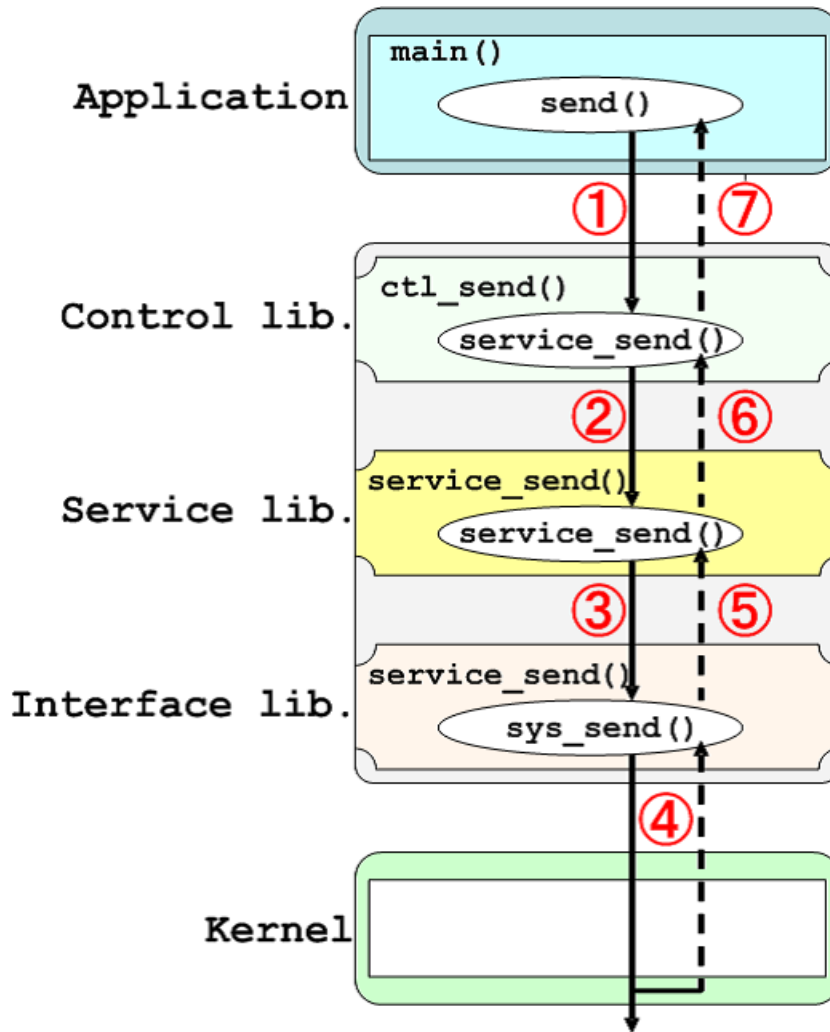 main()
Application
send()
①
⑦
ctl_send()
Control lib.
service_send()
②
⑥
service_send()
Service lib.
service_send()
③
⑤
service_send()
Interface lib.
sys_send()
④
Kernel